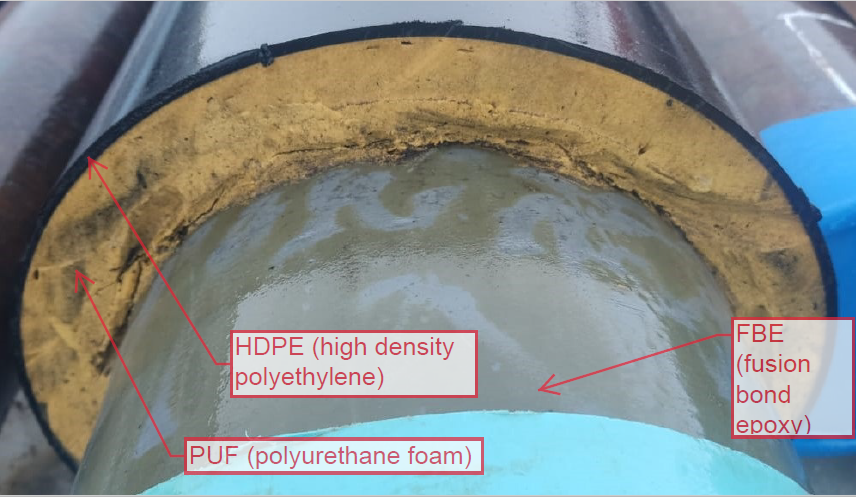 HDPE (high density
polyethylene)
FBE
(fusion
bond
epoxy)
PUF (polyurethane foam)